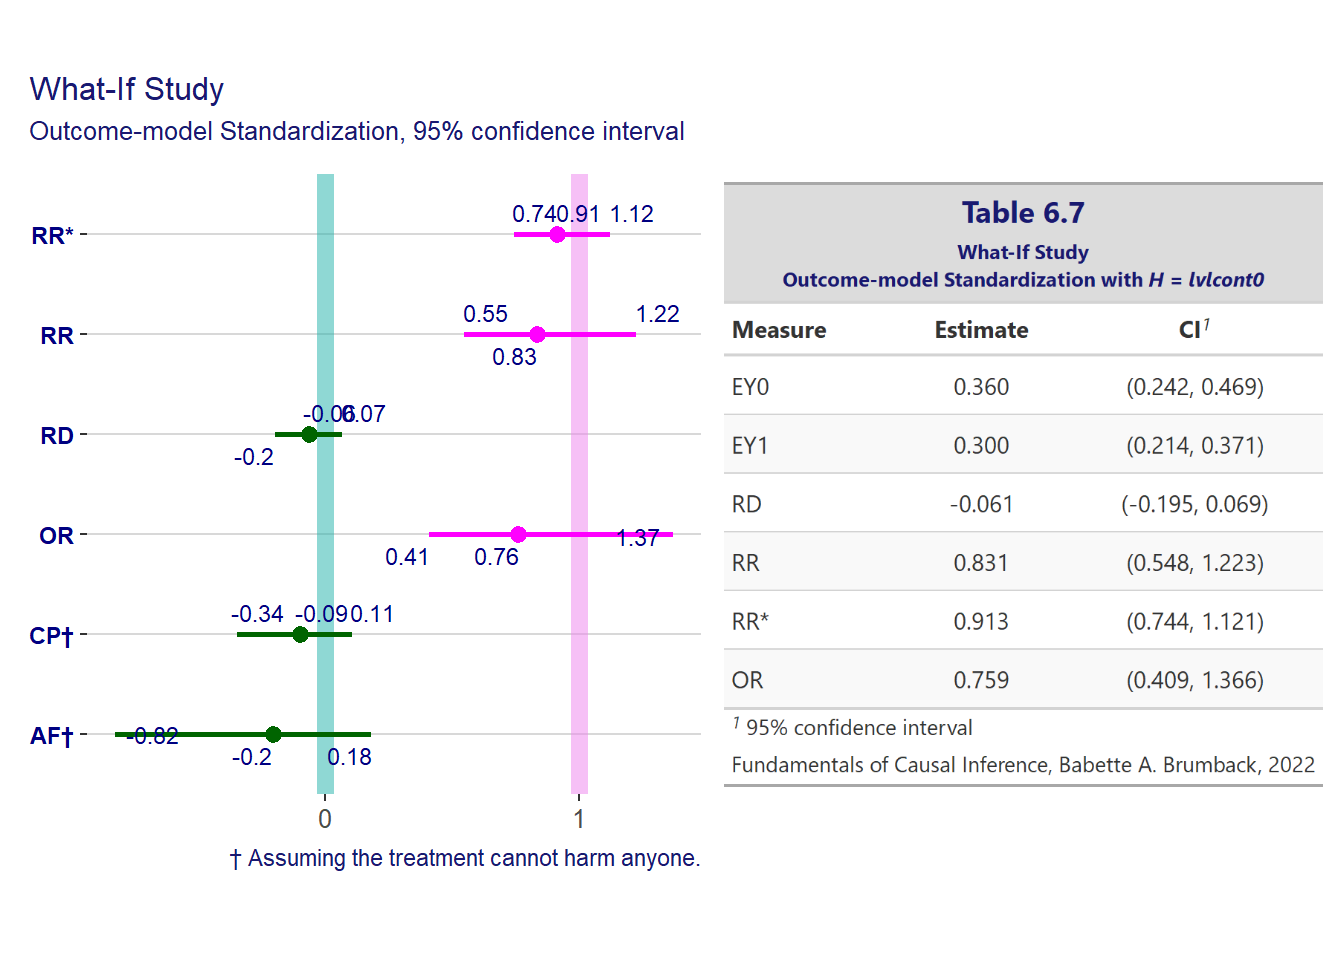 What-If Study
Outcome-model Standardization, 95% confidence interval
RR*
0.74 0.91 1.12
RR
0.55 1.22
0.83
RD
-0.06 0.07
-0.2
OR
1.37
0.41 0.76
CP†
-0.34 -0.09 0.11
AF†
-0.82
-0.2 0.18
0 1
† Assuming the treatment cannot harm anyone.
Table 6.7
What-If Study
Outcome-model Standardization with H = lvlcont0
Measure Estimate CI1
EY0 0.360 (0.242, 0.469)
EY1 0.300 (0.214, 0.371)
RD -0.061 (-0.195, 0.069)
RR 0.831 (0.548, 1.223)
RR* 0.913 (0.744, 1.121)
OR 0.759 (0.409, 1.366)
1 95% confidence interval
Fundamentals of Causal Inference, Babette A. Brumback, 2022